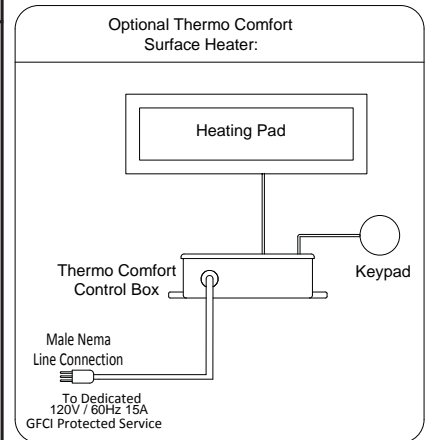 Optional Thermo Comfort
Surface Heater:
Heating Pad
Thermo Comfort
Control Box
Keypad
Male Nema
Line Connection
To Dedicated
120V / 60Hz 15A
GFCI Protected Service